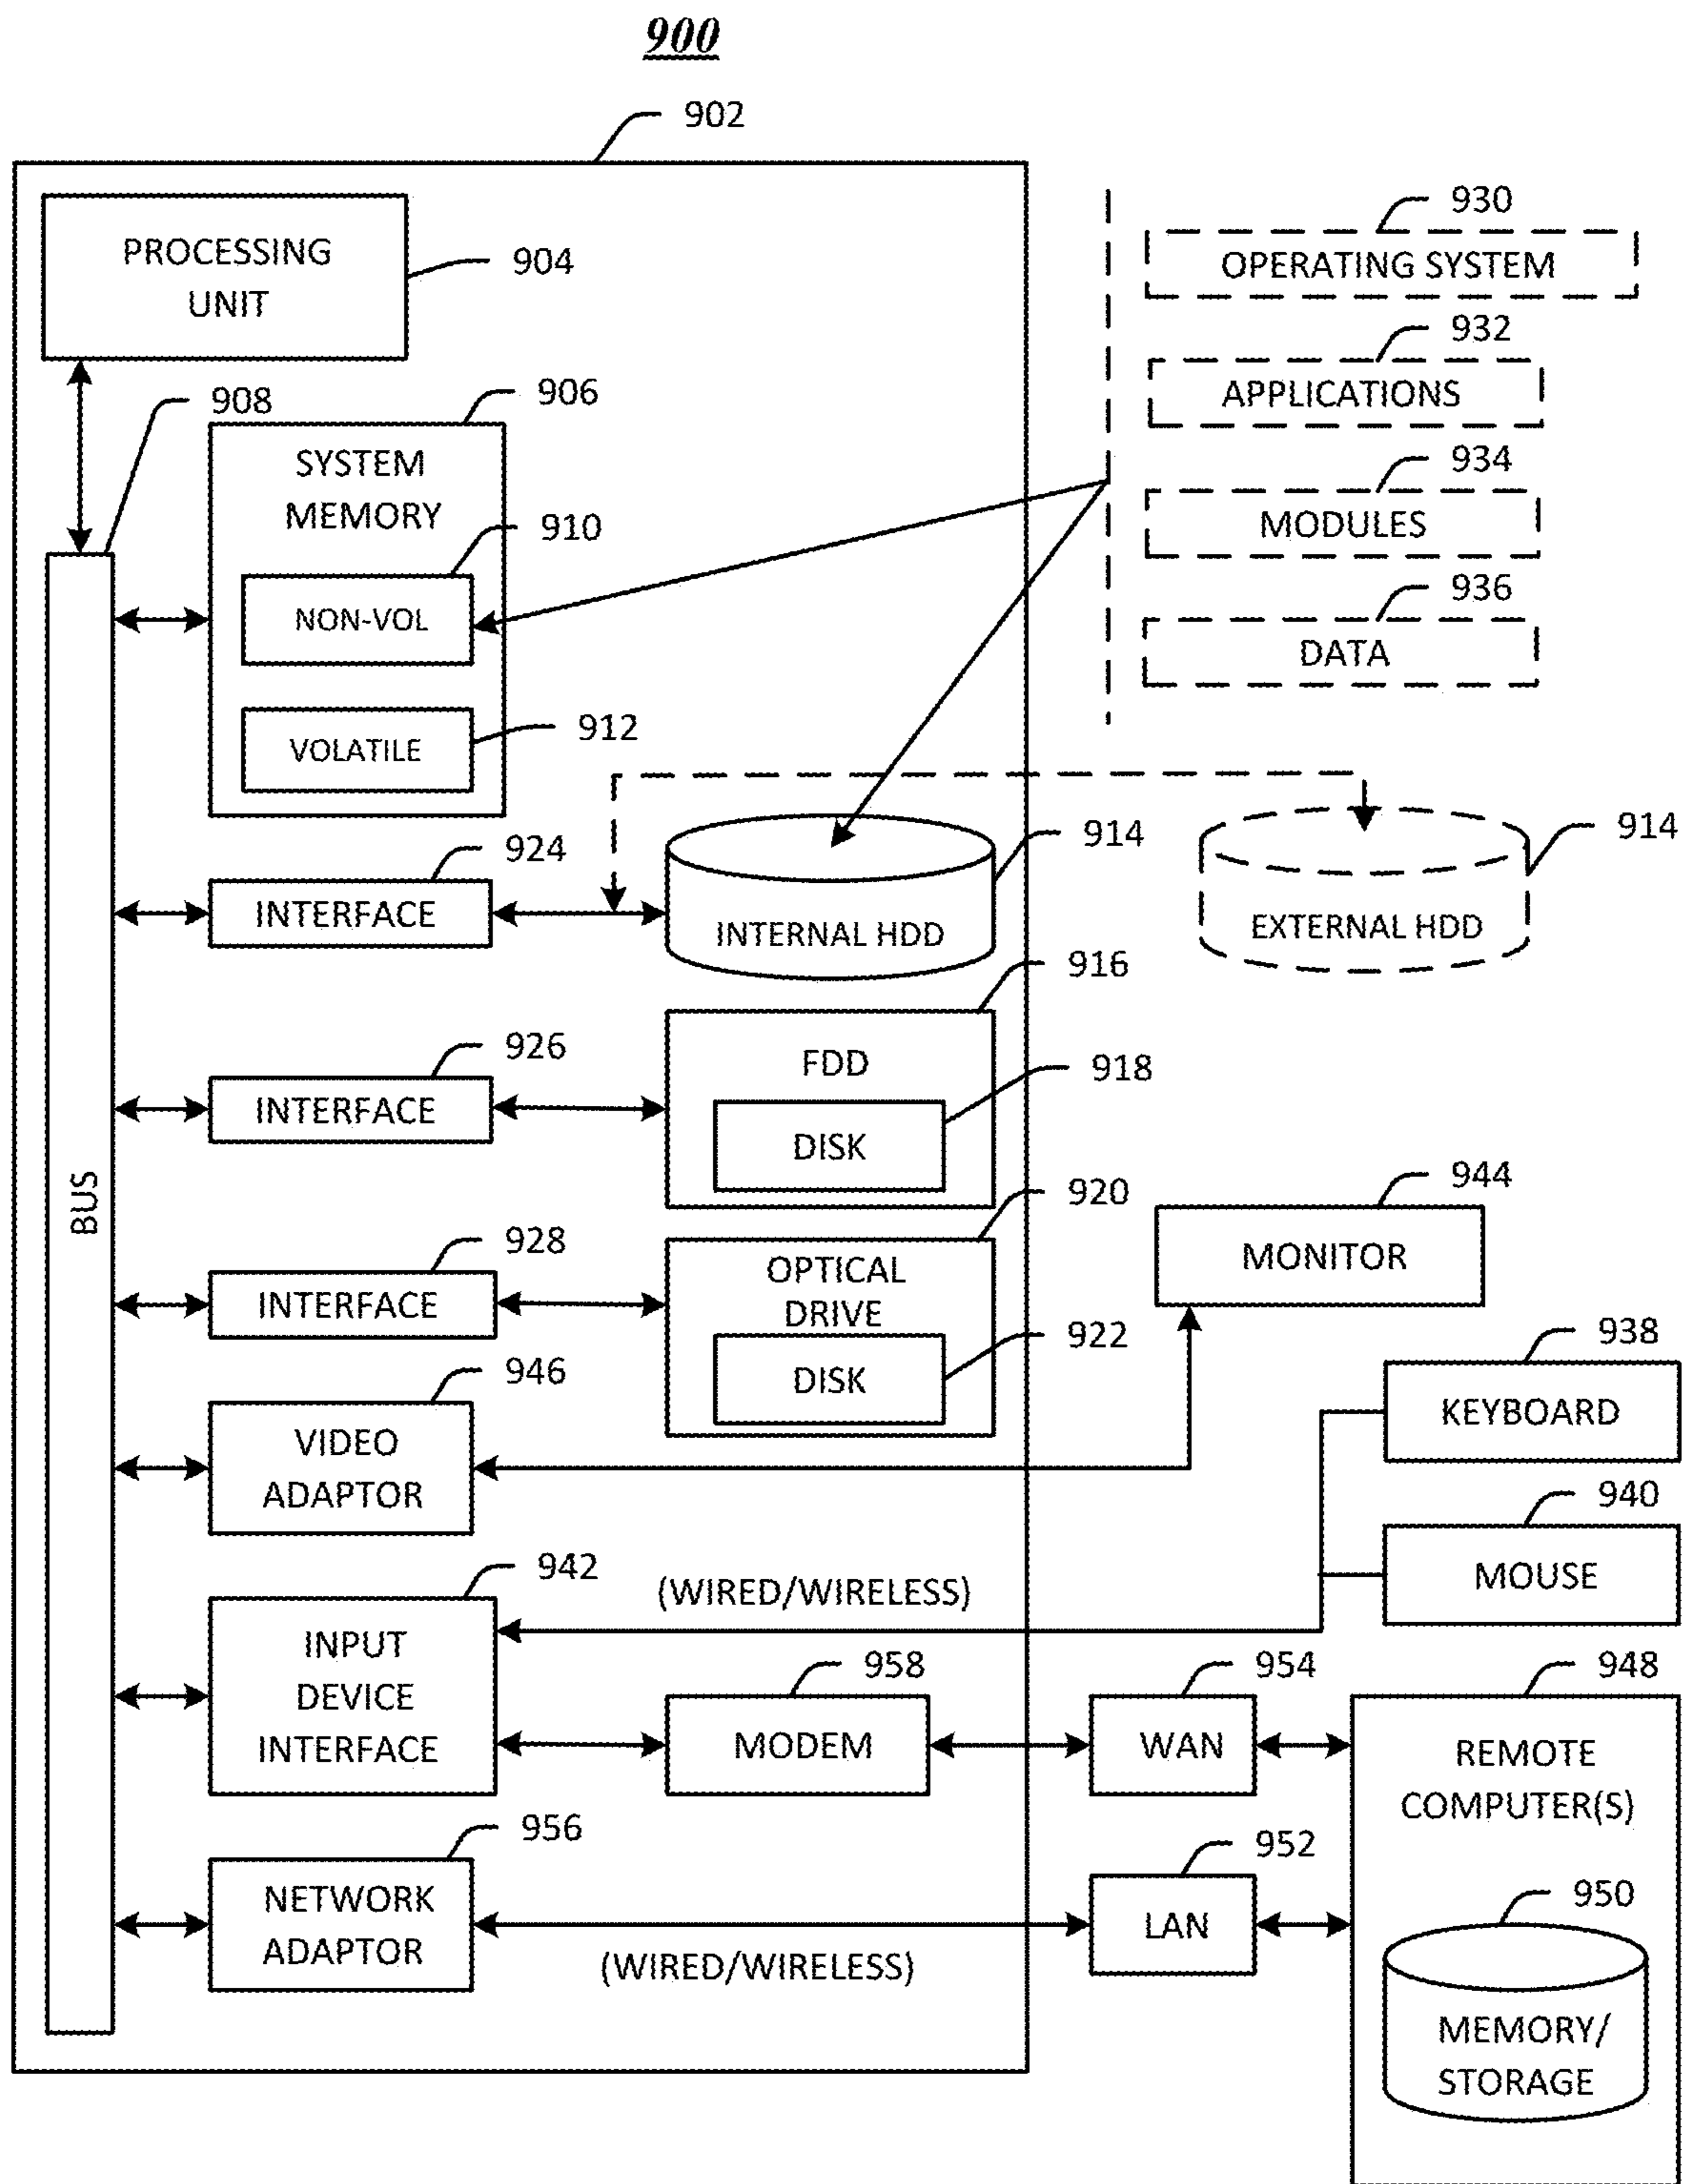 900
902
930
PROCESSING
UNIT
904
OPERATING SYSTEM
932
908
906
APPLICATIONS
SYSTEM
MEMORY
934
910
MODULES
NON-VOL
936
DATA
912
VOLATILE
924
914
914
INTERFACE
INTERNAL HDD
EXTERNAL HDD
916
926
FDD
918
INTERFACE
DISK
BUS
920
944
928
OPTICAL
DRIVE
MONITOR
INTERFACE
922
938
946
DISK
KEYBOARD
VIDEO
ADAPTOR
940
942
(WIRED/WIRELESS)
MOUSE
INPUT
DEVICE
INTERFACE
958
954
948
MODEM
WAN
REMOTE
COMPUTER(S)
956
952
950
NETWORK
ADAPTOR
LAN
(WIRED/WIRELESS)
MEMORY/
STORAGE